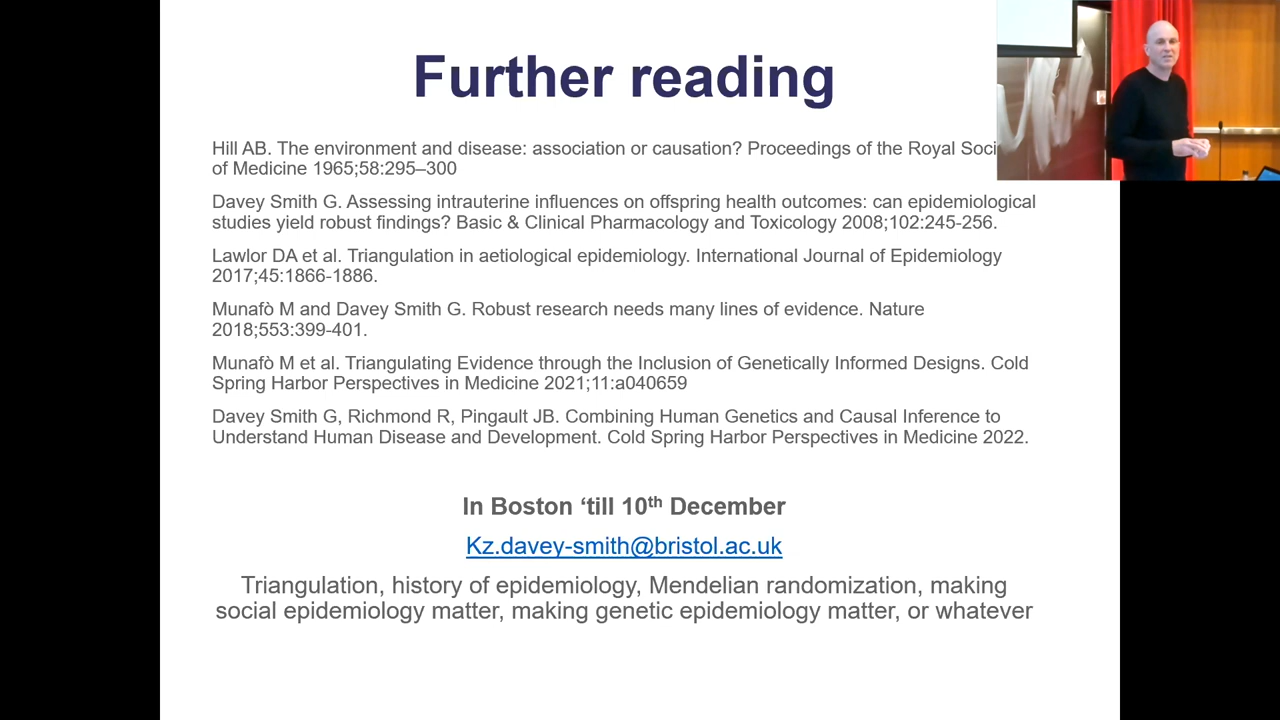 Further reading
Hill AB. The environment and disease: association or causation? Proceedings of the Royal
of Medicine 1965;58:295–300
Davey Smith G. Assessing intrauterine influences on offspring health outcomes: can epidemiological
studies yield robust findings? Basic & Clinical Pharmacology and Toxicology 2008;102:245-256.
Lawlor DA et al. Triangulation in aetiological epidemiology. International Journal of Epidemiology
2017;45:1866-1886.
Munafò M and Davey Smith G. Robust research needs many lines of evidence. Nature
2018;553:399-401.
Munafò M et al. Triangulating Evidence through the Inclusion of Genetically Informed Designs. Cold
Spring Harbor Perspectives in Medicine 2021;11:a040659
Davey Smith G, Richmond R, Pingault JB. Combining Human Genetics and Causal Inference to
Understand Human Disease and Development. Cold Spring Harbor Perspectives in Medicine 2022.
In Boston ‘till 10th December
Kz.davey-smith@bristol.ac.uk
Triangulation, history of epidemiology, Mendelian randomization, making
social epidemiology matter, making genetic epidemiology matter, or whatever